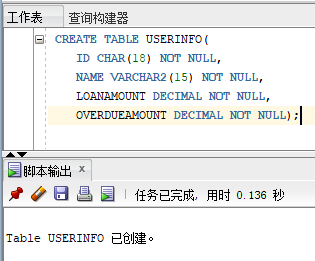 工作表 查询构建器
CREATE TABLE USERINFO(
ID CHAR(18) NOT NULL,
NAME VARCHAR2(15) NOT NULL,
LOANAMOUNT DECIMAL NOT NULL,
OVERDUEAMOUNT DECIMAL NOT NULL);
脚本输出 x
任务已完成, 用时 0.136 秒
Table USERINFO 已创建。